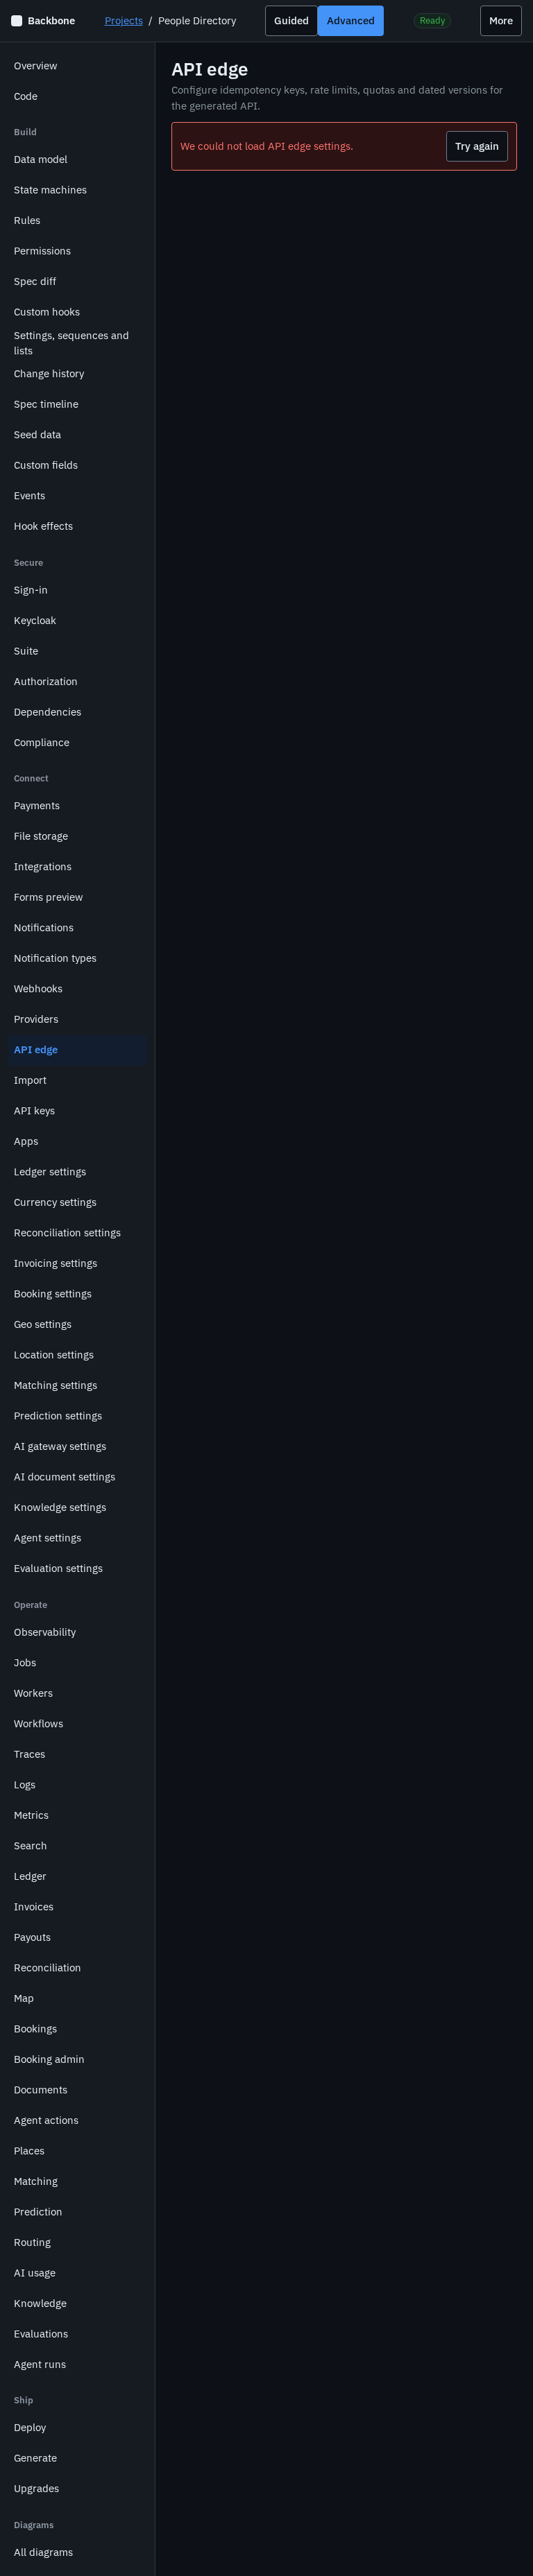 Backbone
Projects / People Directory
Guided
Advanced
Ready
More
Overview
Code
Build
Data model
State machines
Rules
Permissions
Spec diff
Custom hooks
Settings, sequences and
lists
Change history
Spec timeline
Seed data
Custom fields
Events
Hook effects
Secure
Sign-in
Keycloak
Suite
Authorization
Dependencies
Compliance
Connect
Payments
File storage
Integrations
Forms preview
Notifications
Notification types
Webhooks
Providers
API edge
Import
API keys
Apps
Ledger settings
Currency settings
Reconciliation settings
Invoicing settings
Booking settings
Geo settings
Location settings
Matching settings
Prediction settings
AI gateway settings
AI document settings
Knowledge settings
Agent settings
Evaluation settings
Operate
Observability
Jobs
Workers
Workflows
Traces
Logs
Metrics
Search
Ledger
Invoices
Payouts
Reconciliation
Map
Bookings
Booking admin
Documents
Agent actions
Places
Matching
Prediction
Routing
AI usage
Knowledge
Evaluations
Agent runs
Ship
Deploy
Generate
Upgrades
Diagrams
All diagrams
API edge
Configure idempotency keys, rate limits, quotas and dated versions for
the generated API.
We could not load API edge settings.
Try again